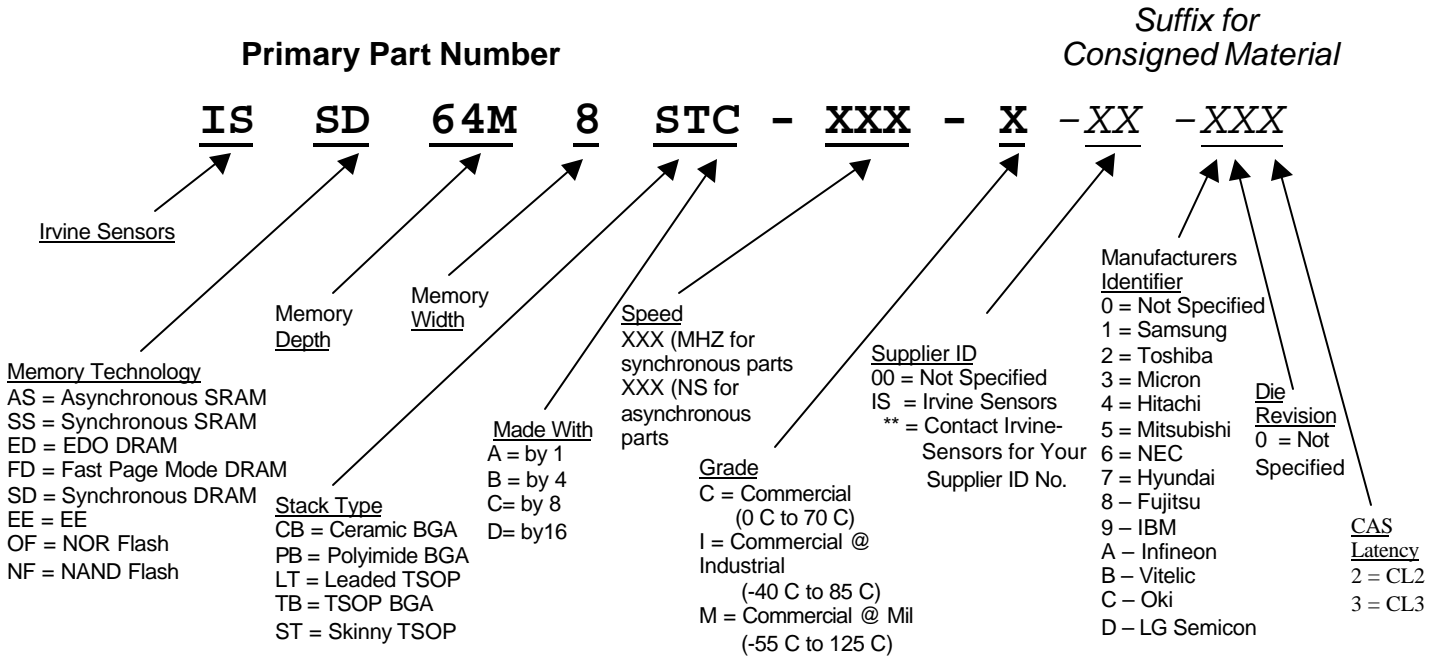 Primary Part Number
Suffix for
Consigned Material
IS SD 64M 8 STC - XXX - X -XX -XXX
Irvine Sensors
Memory Technology
AS = Asynchronous SRAM
SS = Synchronous SRAM
ED = EDO DRAM
FD = Fast Page Mode DRAM
SD = Synchronous DRAM
EE = EE
OF = NOR Flash
NF = NAND Flash
Memory
Depth
Memory
Width
Stack Type
CB = Ceramic BGA
PB = Polyimide BGA
LT = Leaded TSOP
TB = TSOP BGA
ST = Skinny TSOP
Made With
A = by 1
B = by 4
C= by 8
D= by16
Speed
XXX (MHZ for
synchronous parts
XXX (NS for
asynchronous
parts
Grade
C = Commercial
(0 C to 70 C)
I = Commercial @
Industrial
(-40 C to 85 C)
M = Commercial @ Mil
(-55 C to 125 C)
Supplier ID
00 = Not Specified
IS = Irvine Sensors
** = Contact Irvine-
Sensors for Your
Supplier ID No.
Manufacturers
Identifier
0 = Not Specified
1 = Samsung
2 = Toshiba
3 = Micron
4 = Hitachi
5 = Mitsubishi
6 = NEC
7 = Hyundai
8 – Fujitsu
9 – IBM
A – Infineon
B – Vitelic
C – Oki
D – LG Semicon
Die
Revision
0 = Not
Specified
CAS
Latency
2 = CL2
3 = CL3